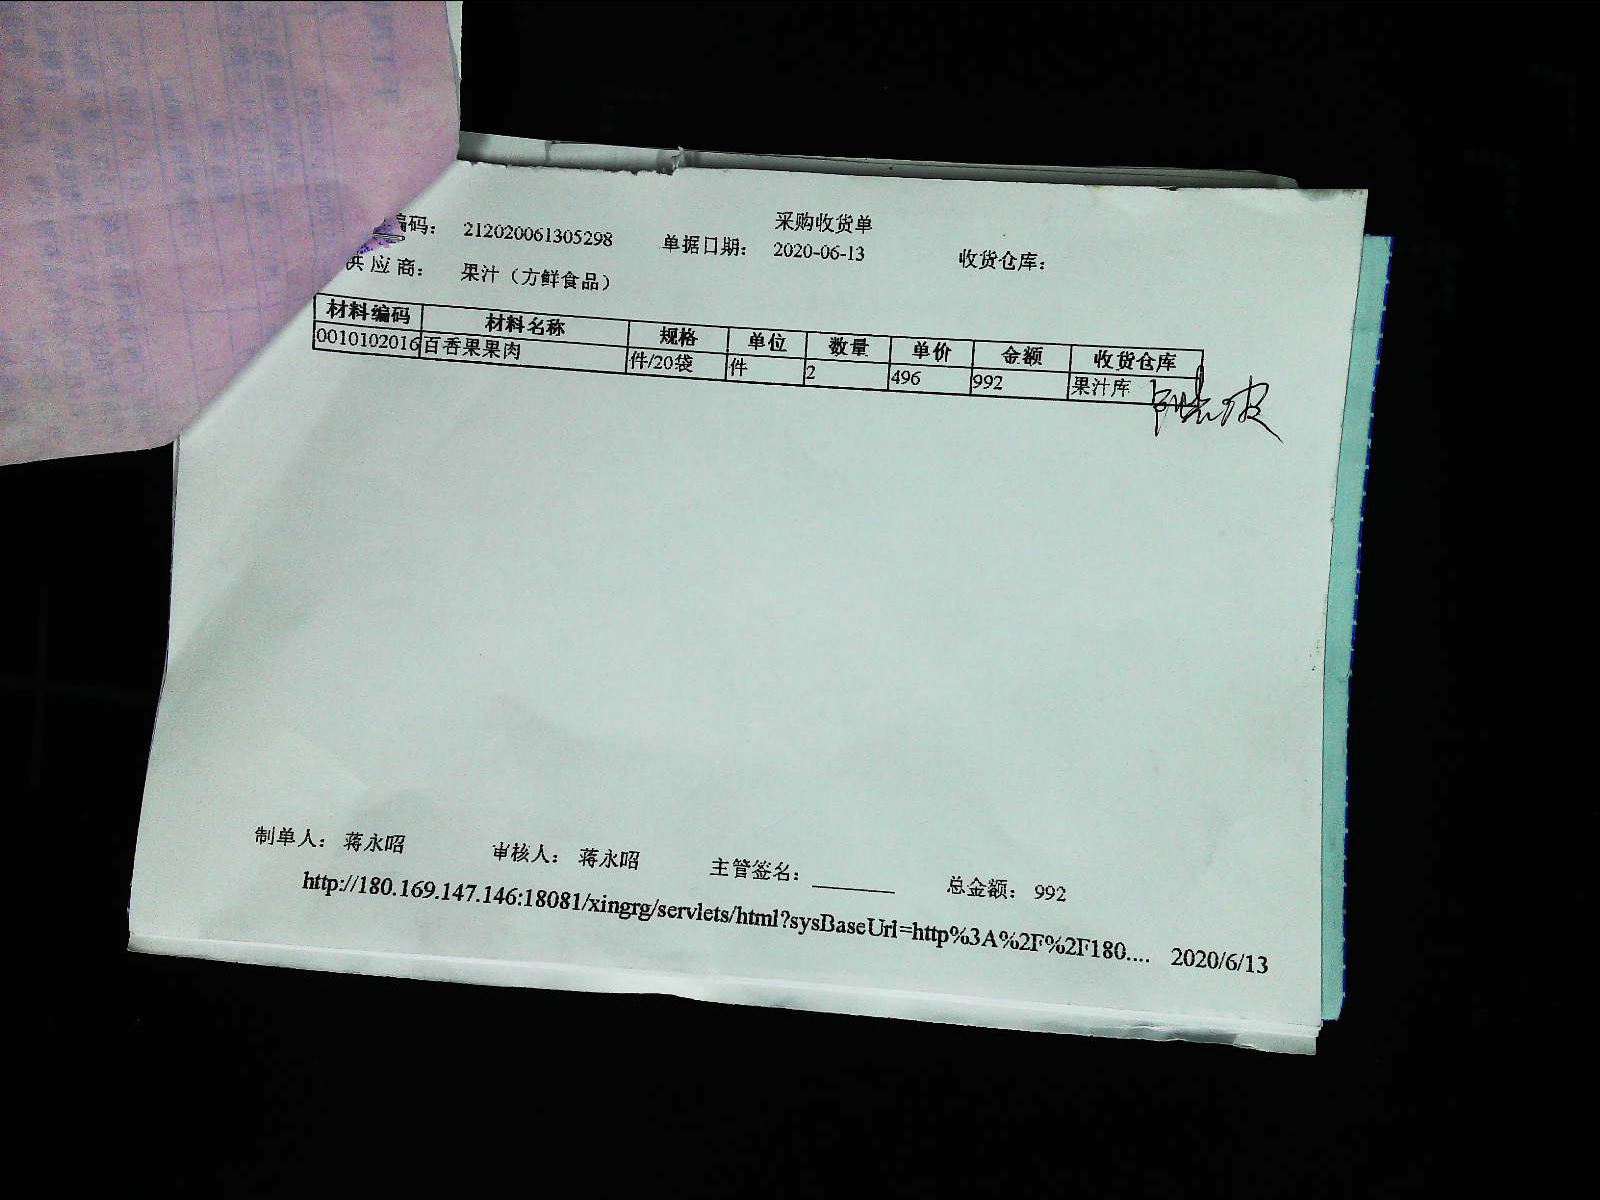 采购收货单
编码： 212020061305298 单据日期： 2020-06-13 收货仓库：
供 应 商： 果汁（方鲜食品）
材料编码 材料名称 规格 单位 数量 单价 金额 收货仓库
0010102016 百香果果肉 件/20袋 件 2 496 992 果汁库
制单人： 蒋永昭 审核人： 蒋永昭 主管签名：________ 总金额： 992
http://180.169.147.146:18081/xingrg/servlets/html?sysBaseUrl=http%3A%2F%2F180.... 2020/6/13